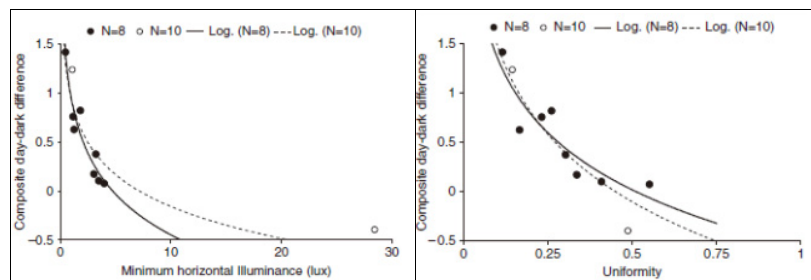 N=8 N=10 Log. (N=8) Log. (N=10)
Composite day-dark difference
1.5
1
0.5
0
−0.5
0 10 20 30
Minimum horizontal Illuminance (lux)
N=8 N=10 Log. (N=8) Log. (N=10)
Composite day-dark difference
1.5
1
0.5
0
−0.5
0 0.25 0.5 0.75 1
Uniformity